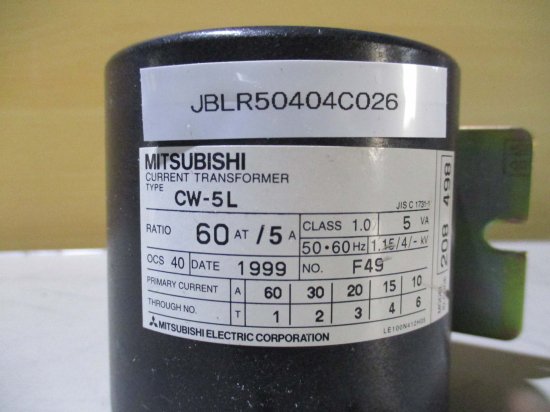 JBLR50404C026
MITSUBISHI
CURRENT TRANSFORMER
TYPE CW-5L
JIS C 1731-1
RATIO 60 AT /5 A CLASS 1.0 5 VA
50·60Hz 1.15/4/- kV
OCS 40 DATE 1999 NO. F49
PRIMARY CURRENT A 60 30 20 15 10
THROUGH NO. T 1 2 3 4 6
MITSUBISHI ELECTRIC CORPORATION
208 498